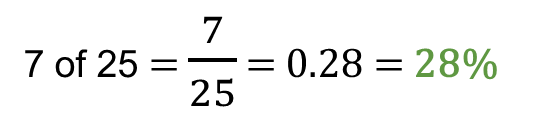 7 of 25 = 7/25 = 0.28 = 28%